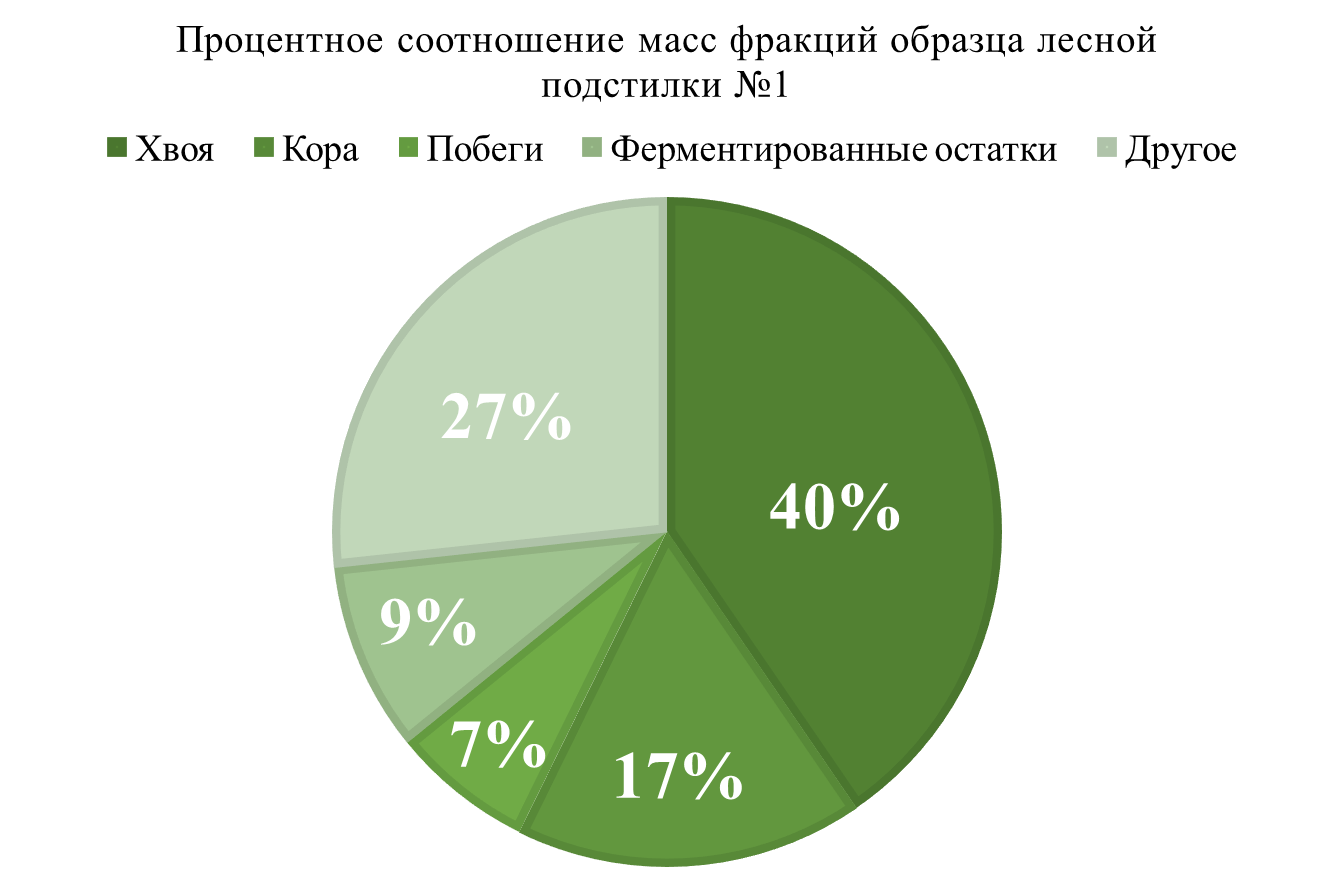 Процентное соотношение масс фракций образца лесной
подстилки №1
Хвоя Кора Побеги Ферментированные остатки Другое
27%
40%
9%
7%
17%